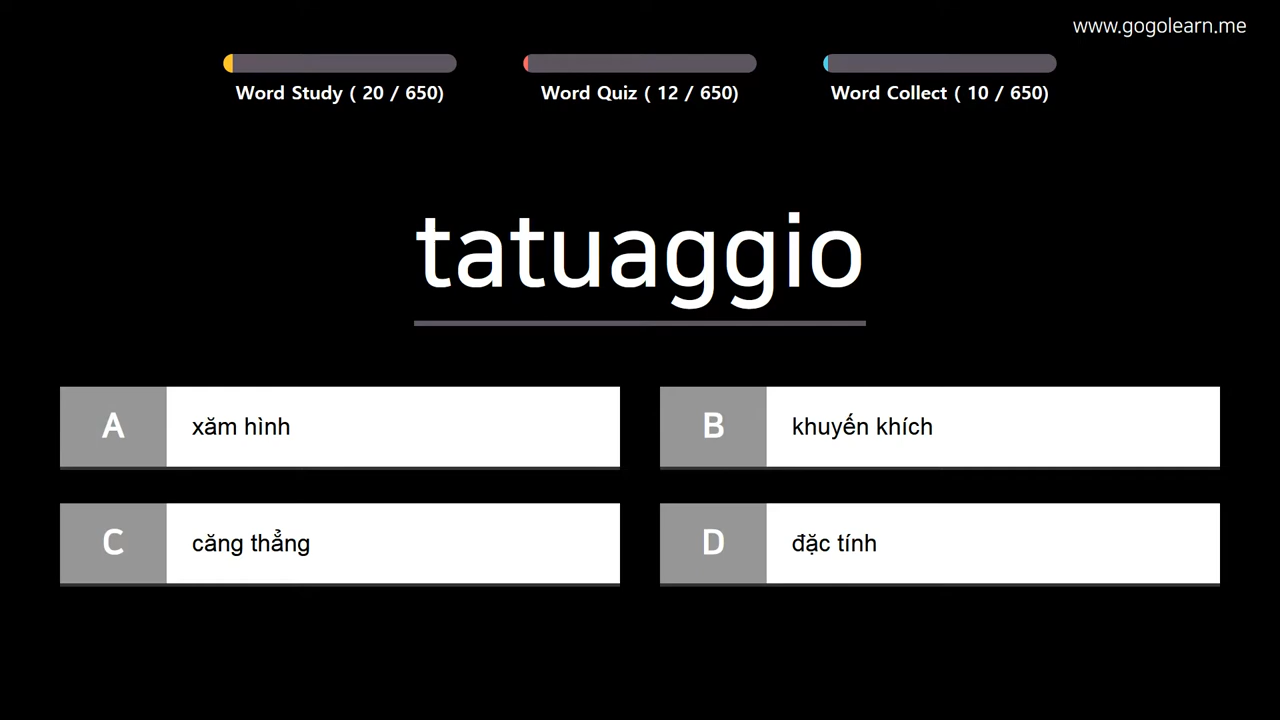 www.gogolearn.me
Word Study ( 20 / 650)
Word Quiz ( 12 / 650)
Word Collect ( 10 / 650)
tatuaggio
A xăm hình
B khuyến khích
C căng thẳng
D đặc tính